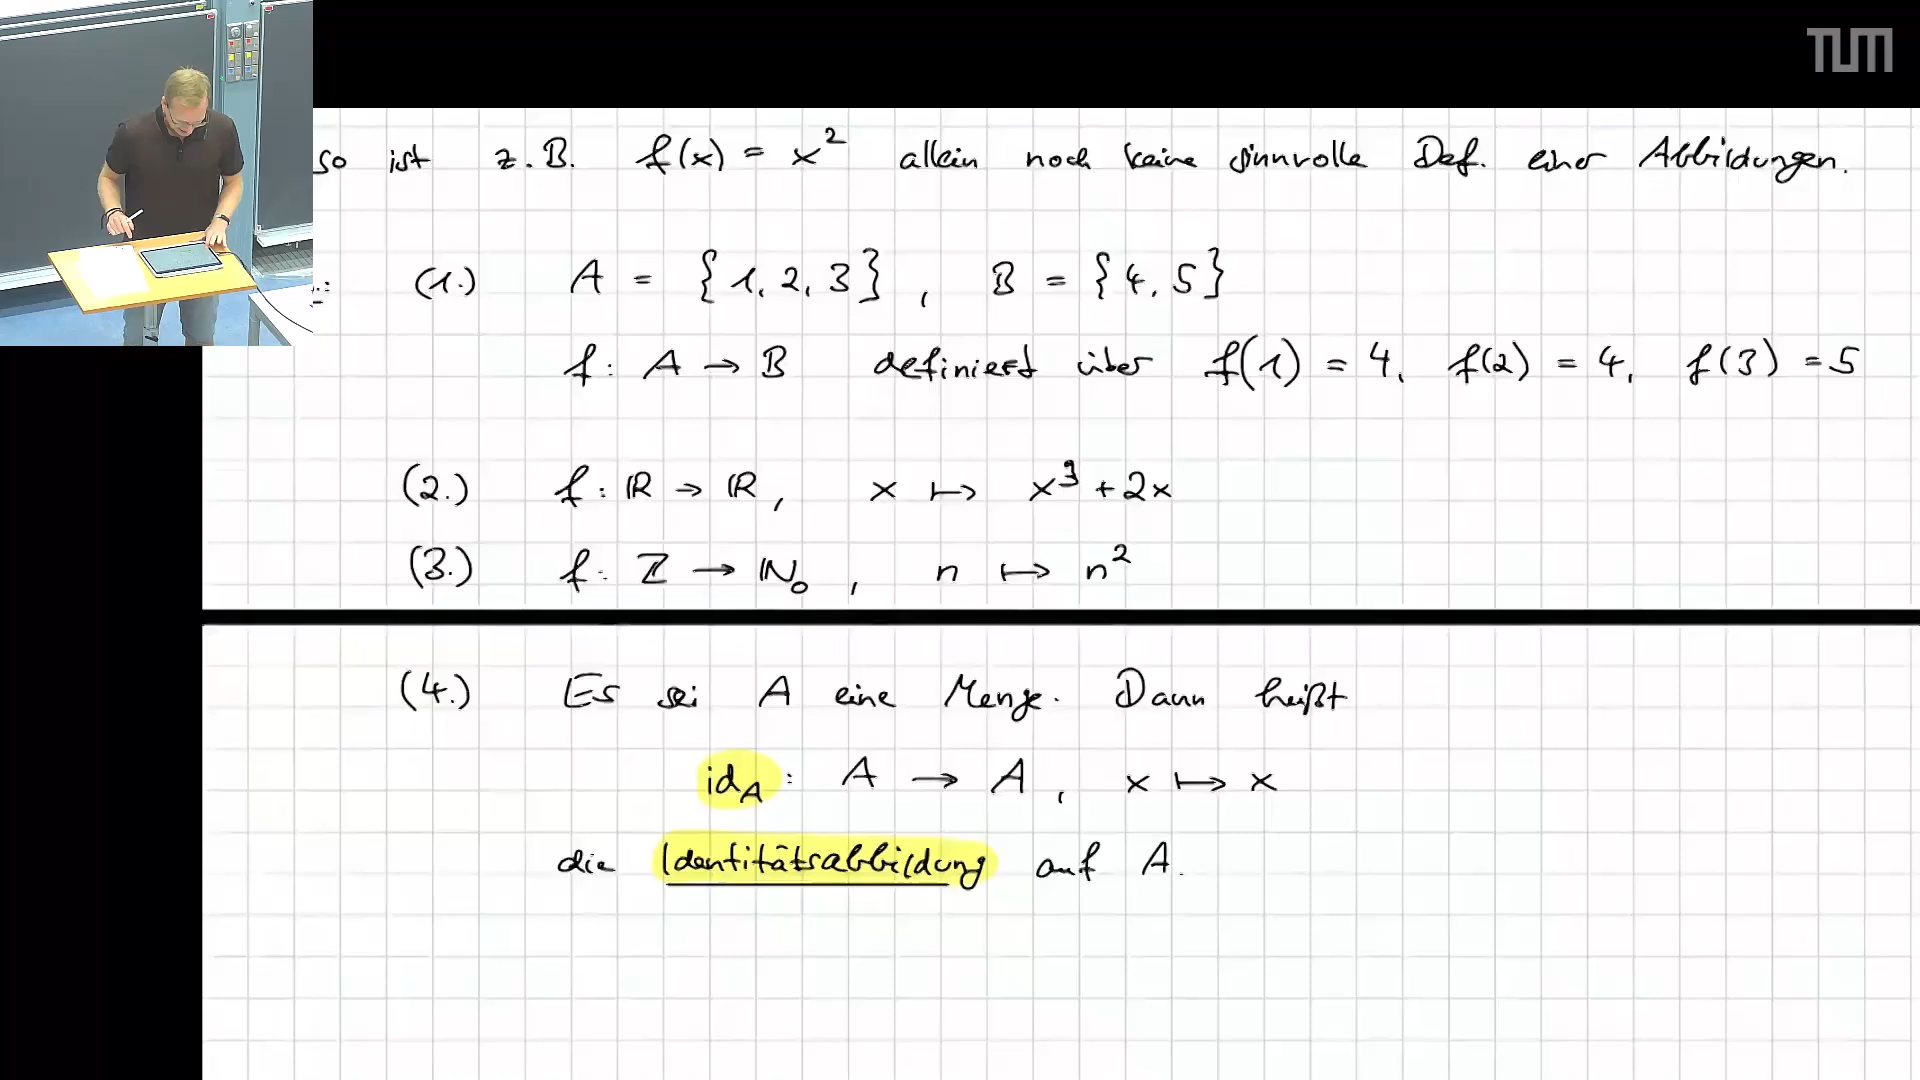 TUM
so ist z.B. f(x) = x² allein noch keine sinnvolle Def. einer Abbildungen.
(1.) A = {1, 2, 3}, B = {4, 5}
f: A → B definiert über f(1) = 4, f(2) = 4, f(3) = 5
(2.) f: ℝ → ℝ, x ↦ x³ + 2x
(3.) f: ℤ → ℕ₀, n ↦ n²
(4.) Es sei A eine Menge. Dann heißt
id_A: A → A, x ↦ x
die Identitätsabbildung auf A.